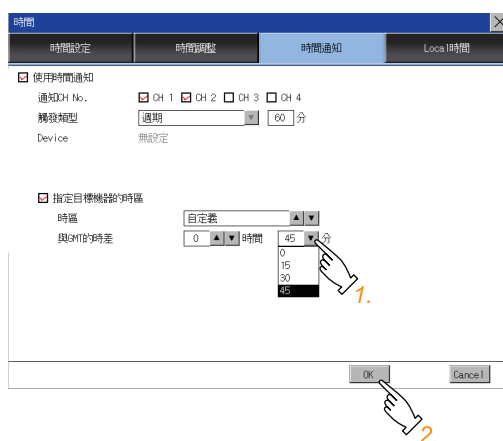 時間
時間設定 時間調整 時間通知 Local時間
使用時間通知
通知CH No. CH 1 CH 2 CH 3 CH 4
觸發類型 週期 60 分
Device 無設定
指定目標機器的時區
時區 自定義
與GMT的時差 0 時間 45 分
0
15
30
45
1.
OK Cancel
2